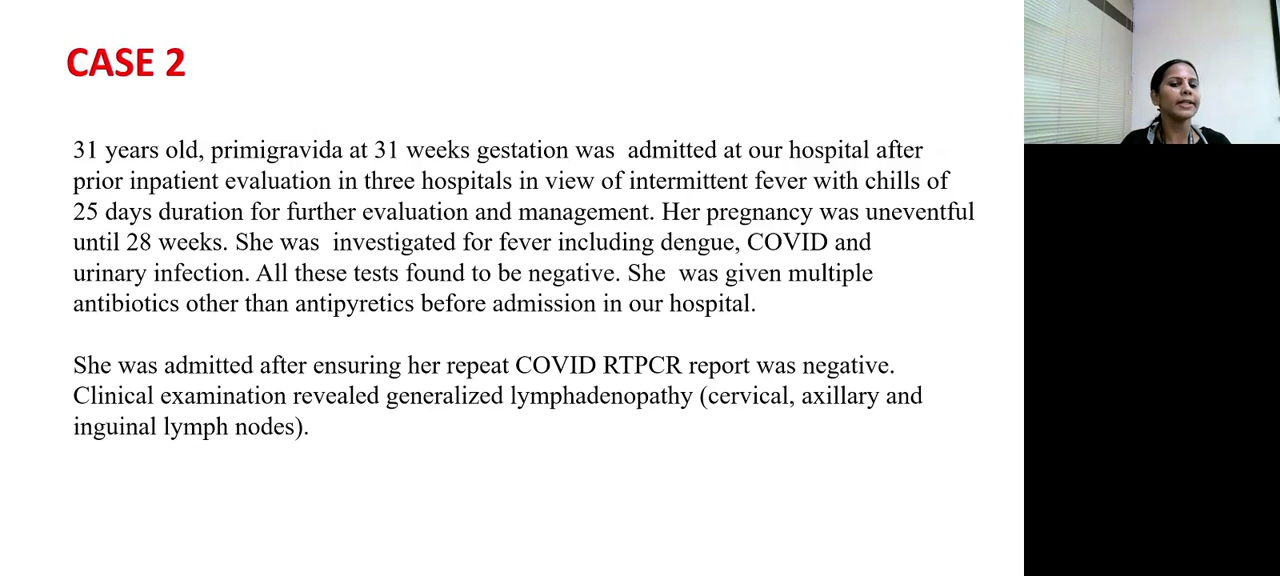 CASE 2
31 years old, primigravida at 31 weeks gestation was admitted at our hospital after
prior inpatient evaluation in three hospitals in view of intermittent fever with chills of
25 days duration for further evaluation and management. Her pregnancy was uneventful
until 28 weeks. She was investigated for fever including dengue, COVID and
urinary infection. All these tests found to be negative. She was given multiple
antibiotics other than antipyretics before admission in our hospital.
She was admitted after ensuring her repeat COVID RTPCR report was negative.
Clinical examination revealed generalized lymphadenopathy (cervical, axillary and
inguinal lymph nodes).